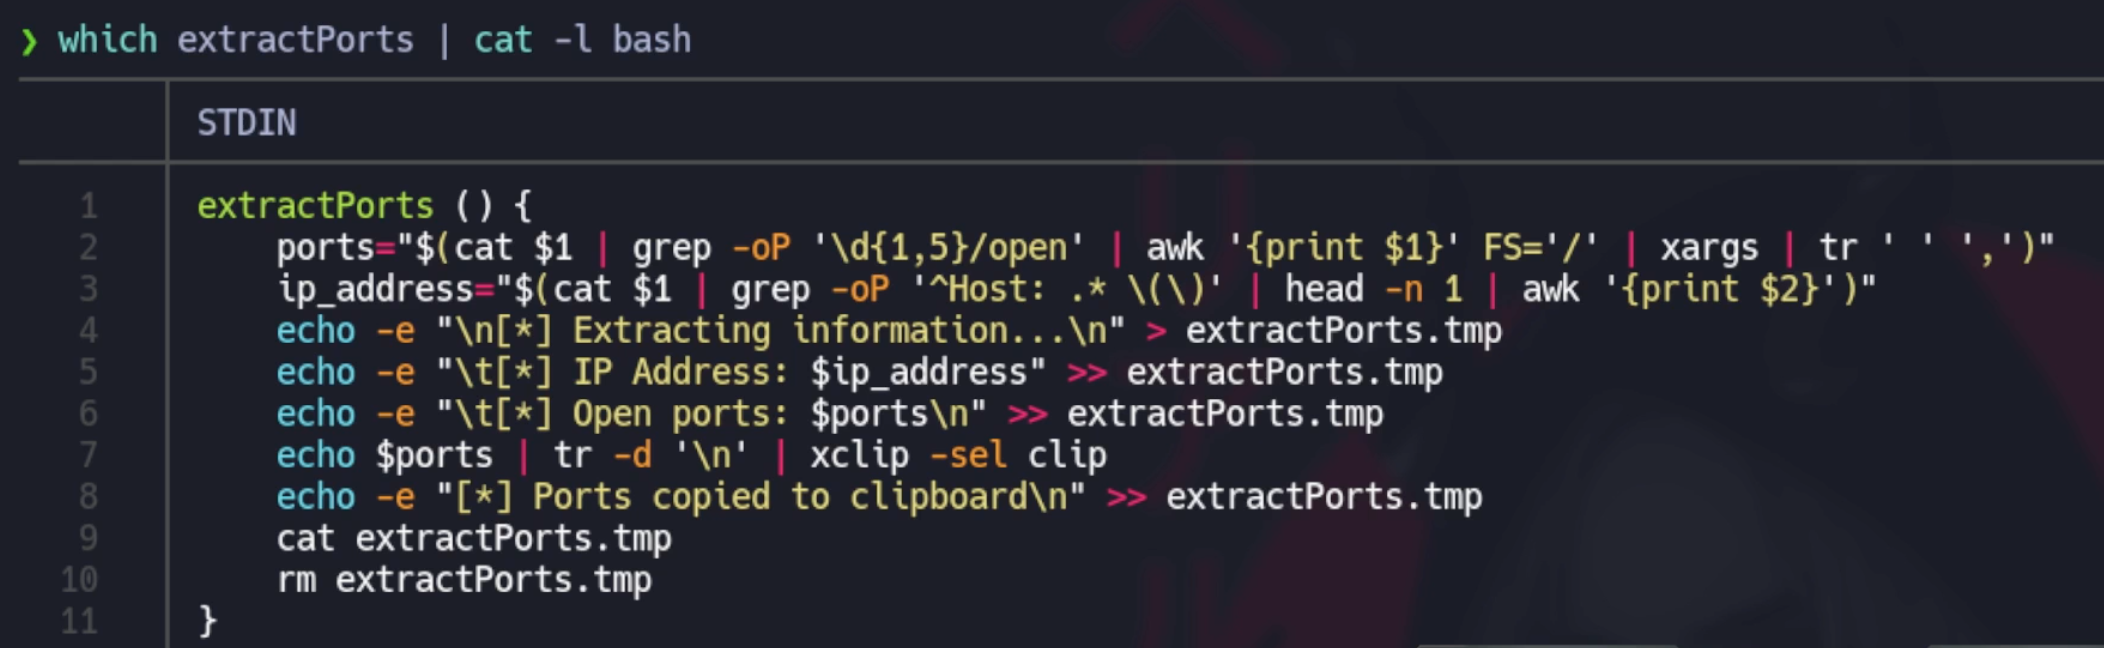 ❯ which extractPorts | cat -l bash
STDIN
1 extractPorts () {
2 ports="$(cat $1 | grep -oP '\d{1,5}/open' | awk '{print $1}' FS='/' | xargs | tr ' ' ',')"
3 ip_address="$(cat $1 | grep -oP '^Host: .* \(\)' | head -n 1 | awk '{print $2}')"
4 echo -e "\n[*] Extracting information...\n" > extractPorts.tmp
5 echo -e "\t[*] IP Address: $ip_address" >> extractPorts.tmp
6 echo -e "\t[*] Open ports: $ports\n" >> extractPorts.tmp
7 echo $ports | tr -d '\n' | xclip -sel clip
8 echo -e "[*] Ports copied to clipboard\n" >> extractPorts.tmp
9 cat extractPorts.tmp
10 rm extractPorts.tmp
11 }